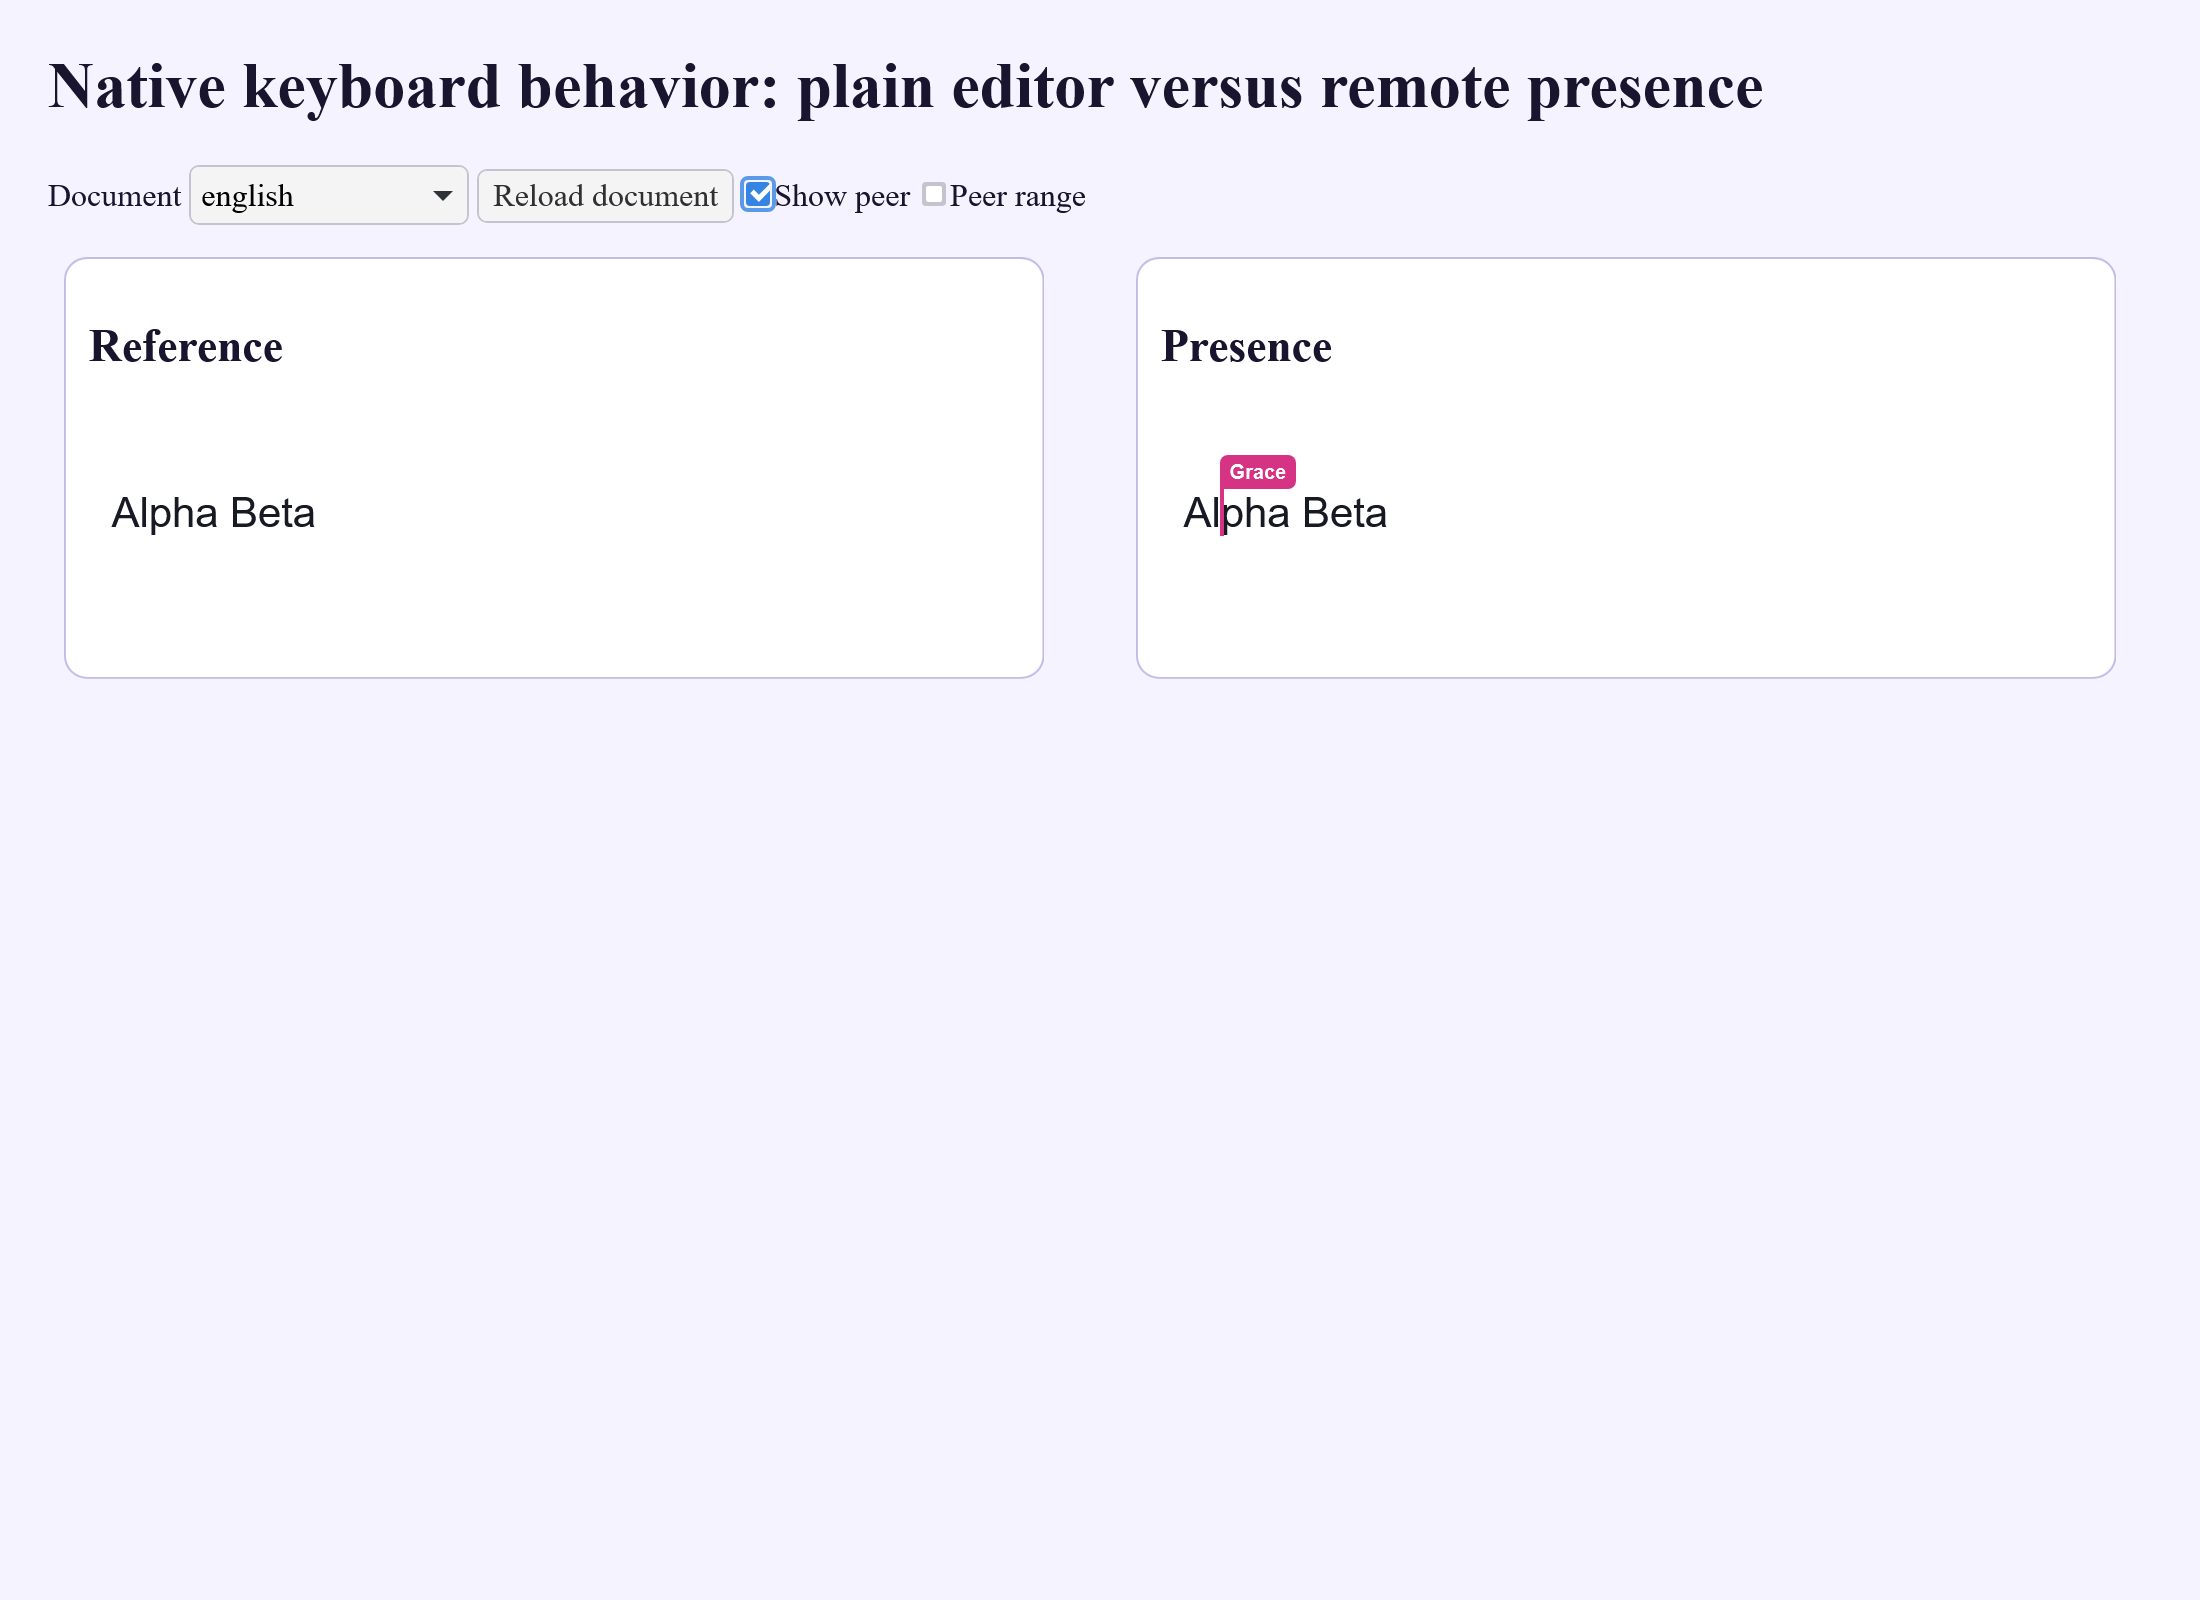 Native keyboard behavior: plain editor versus remote presence
Document english Reload document Show peer Peer range
Reference
Alpha Beta
Presence
Grace
Alpha Beta